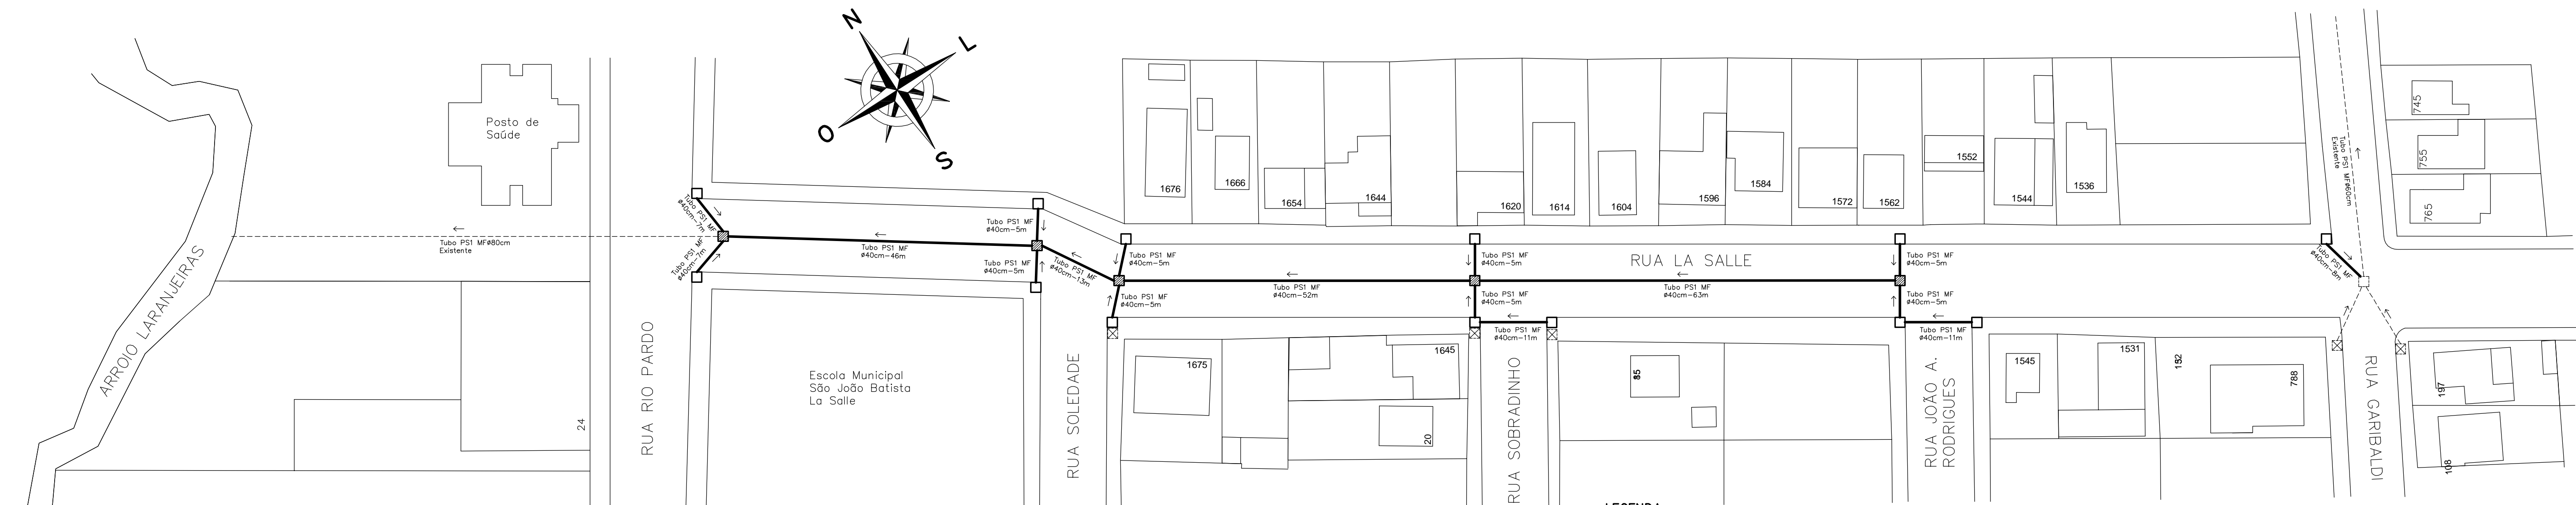 N
L
O
S
Posto de
Saúde
ARROIO LARANJEIRAS
Tubo PS1 MFø80cm
Existente
24
RUA RIO PARDO
Tubo PS1 MF
ø40cm-7m
Tubo PS1 MF
ø40cm-7m
Tubo PS1 MF
ø40cm-46m
Escola Municipal
São João Batista
La Salle
Tubo PS1 MF
ø40cm-5m
Tubo PS1 MF
ø40cm-5m
Tubo PS1 MF
ø40cm-13m
RUA SOLEDADE
Tubo PS1 MF
ø40cm-5m
Tubo PS1 MF
ø40cm-5m
Tubo PS1 MF
ø40cm-52m
1676
1666
1654
1644
1620
1614
1604
1596
1584
1572
1562
1552
1544
1536
RUA LA SALLE
Tubo PS1 MF
ø40cm-5m
Tubo PS1 MF
ø40cm-5m
Tubo PS1 MF
ø40cm-11m
Tubo PS1 MF
ø40cm-63m
Tubo PS1 MF
ø40cm-5m
Tubo PS1 MF
ø40cm-5m
Tubo PS1 MF
ø40cm-11m
1675
1645
20
RUA SOBRADINHO
RUA JOÃO A.
RODRIGUES
1545
1531
788
Tubo PS1 MF
ø40cm-8m
Tubo PS1 MFø60cm
Existente
RUA GARIBALDI
745
755
765
197
108